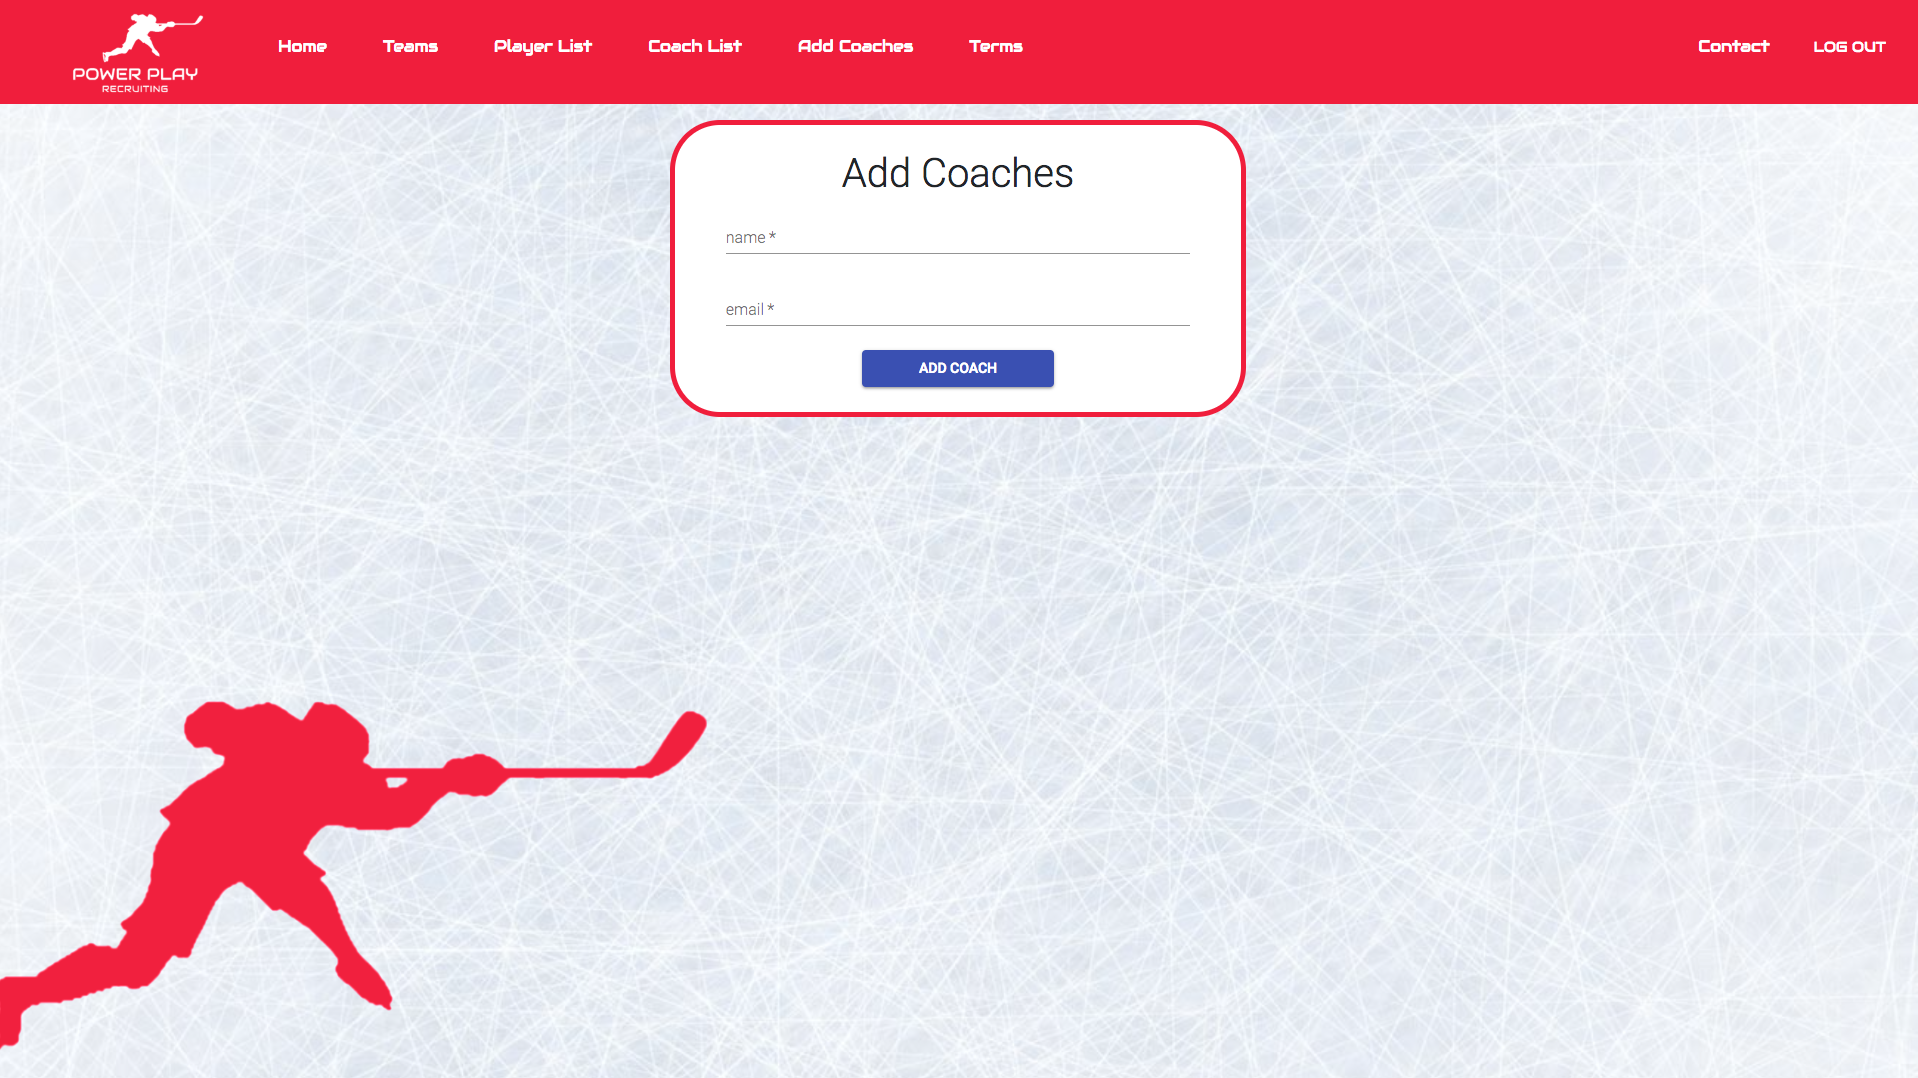 POWER PLAY
RECRUITING
Home
Teams
Player List
Coach List
Add Coaches
Terms
Contact
LOG OUT
Add Coaches
name *
email *
ADD COACH